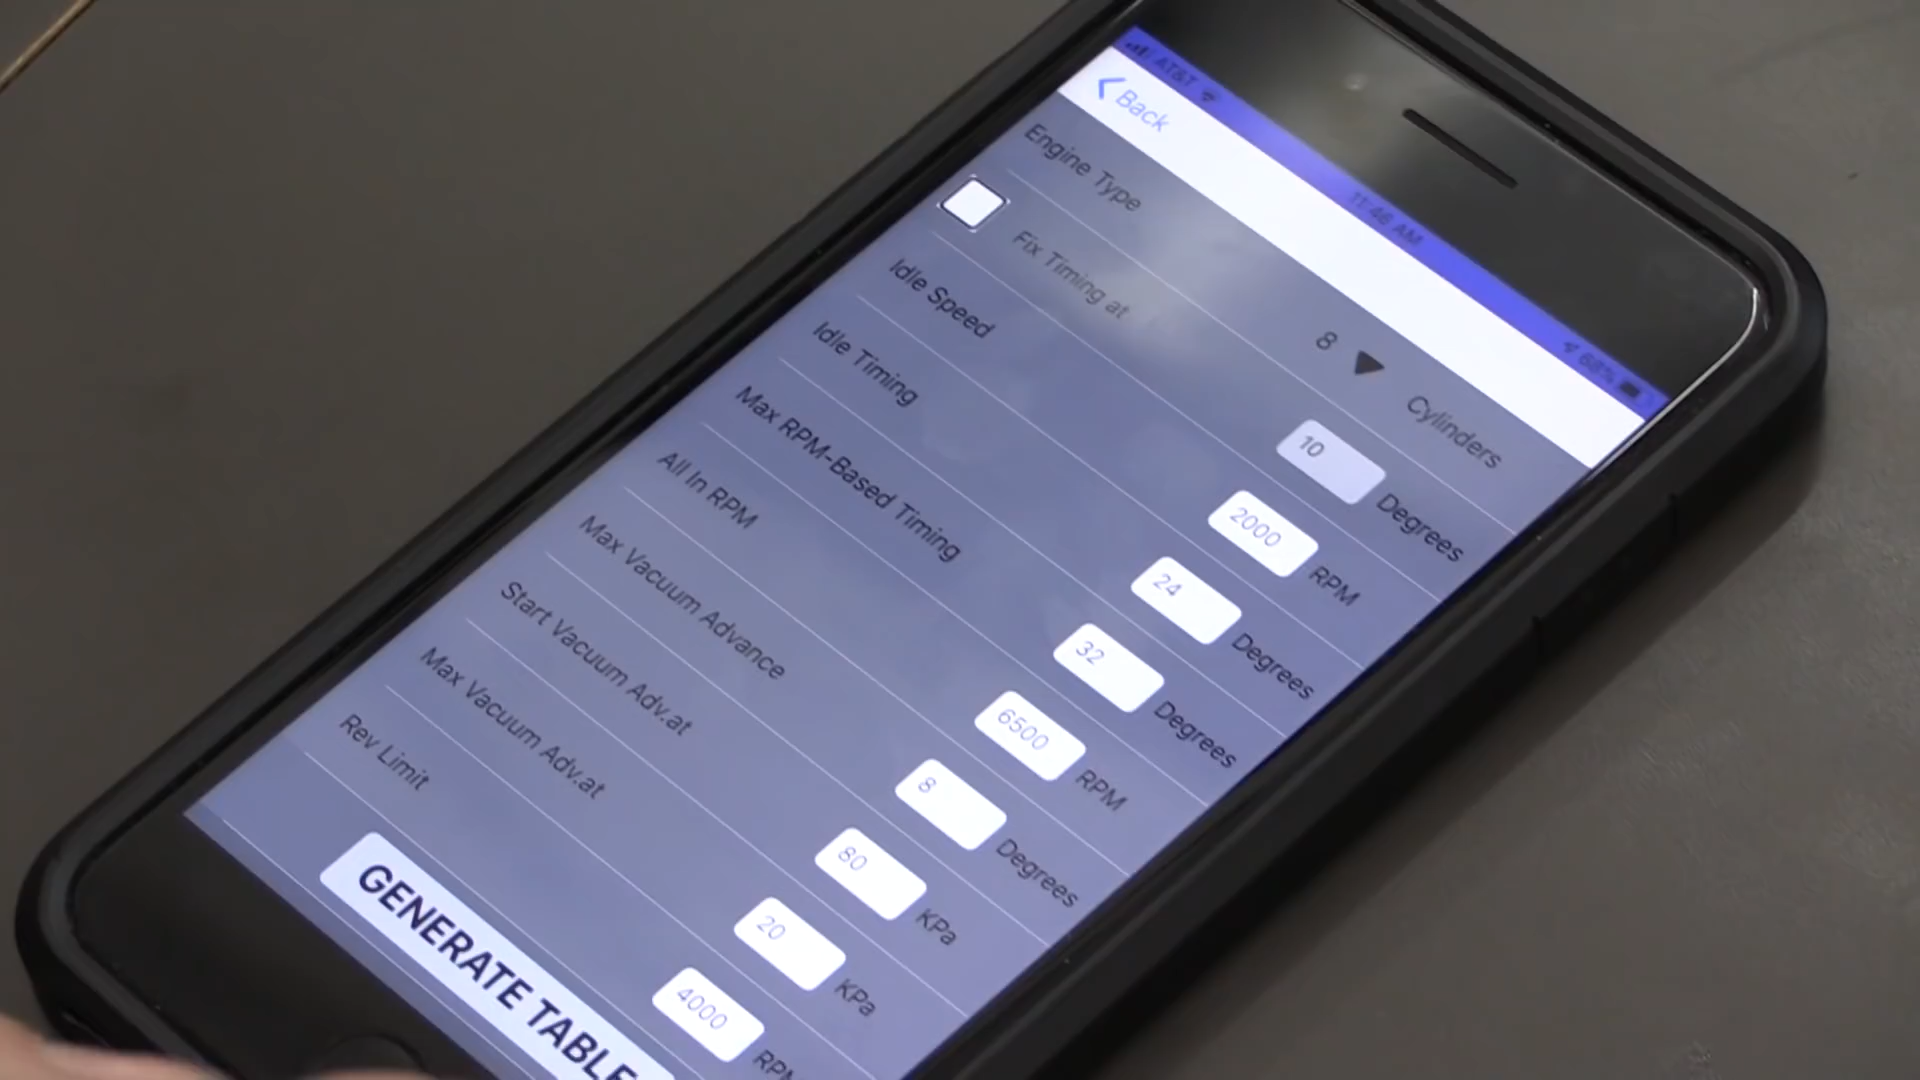 AT&T 11:46 AM 68%
Back
Engine Type 8 Cylinders
Fix Timing at 10 Degrees
Idle Speed 2000 RPM
Idle Timing 24 Degrees
Max RPM-Based Timing 32 Degrees
All In RPM 6500 RPM
Max Vacuum Advance 8 Degrees
Start Vacuum Adv.at 80 KPa
Max Vacuum Adv.at 20 KPa
Rev Limit 4000 RPM
GENERATE TABLE